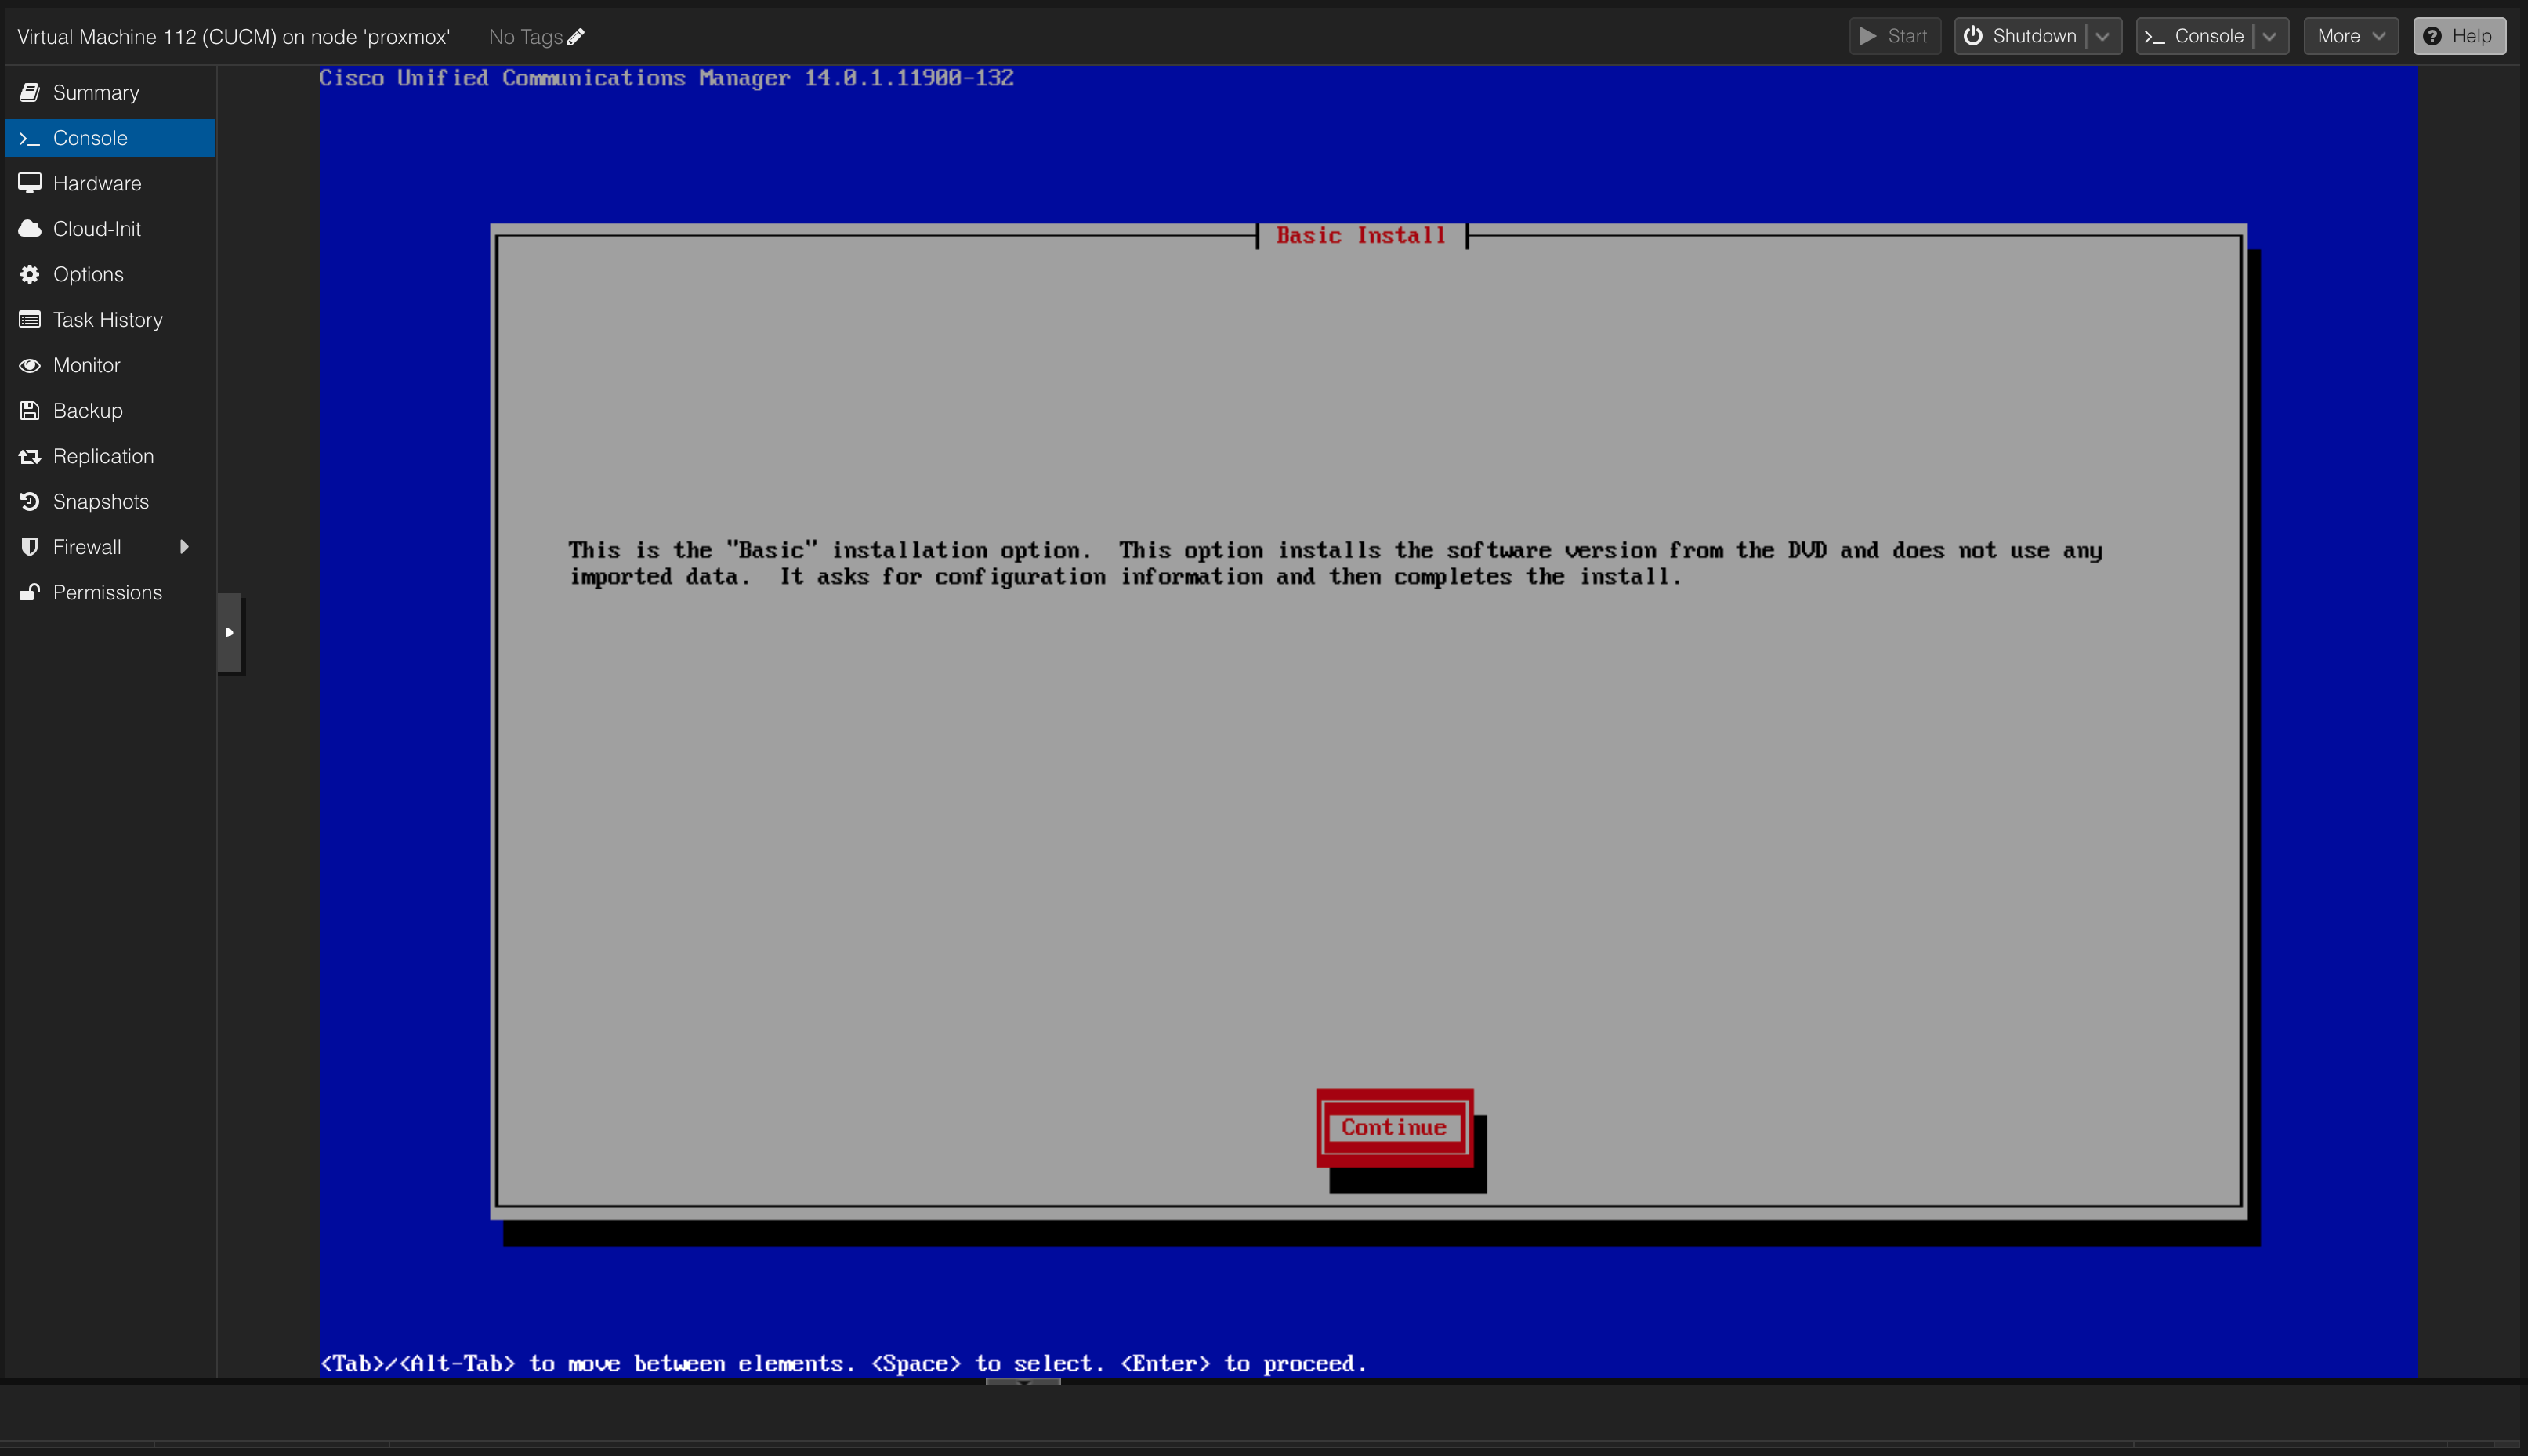 Virtual Machine 112 (CUCM) on node 'proxmox' No Tags Start Shutdown Console More Help
Summary
Console
Hardware
Cloud-Init
Options
Task History
Monitor
Backup
Replication
Snapshots
Firewall
Permissions
Cisco Unified Communications Manager 14.0.1.11900-132
Basic Install
This is the "Basic" installation option.  This option installs the software version from the DVD and does not use any
imported data.  It asks for configuration information and then completes the install.
Continue
<Tab>/<Alt-Tab> to move between elements. <Space> to select. <Enter> to proceed.